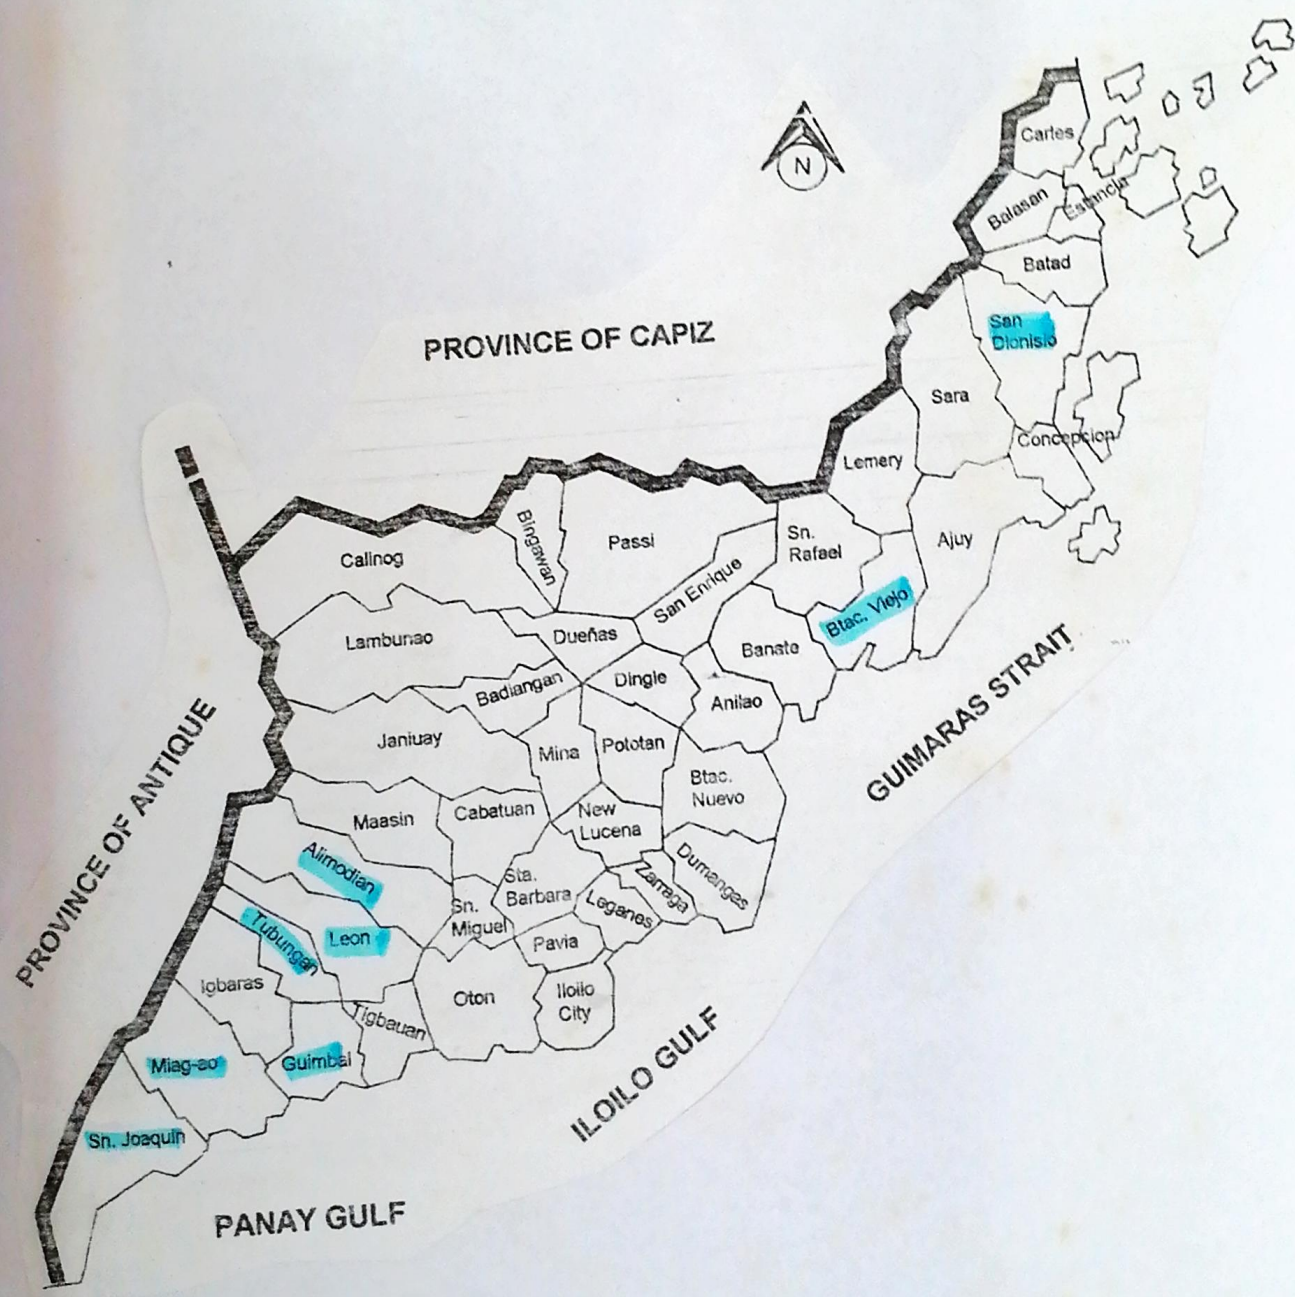 N
Carles
Balasan
Estancia
Batad
PROVINCE OF CAPIZ
San
Dionisio
Sara
Concepcion
Lemery
Ajuy
Sn.
Rafael
Passi
Bingawan
Calinog
San Enrique
Btac. Viejo
Banate
Dueñas
Lambunao
Dingle
Badiangan
Anilao
GUIMARAS STRAIT
PROVINCE OF ANTIQUE
Janiuay
Mina
Pototan
Btac.
Nuevo
Maasin
Cabatuan
New
Lucena
Alimodian
Sta.
Barbara
Zarraga
Dumangas
Leganes
Sn.
Miguel
Pavia
Leon
Tubungan
Igbaras
Oton
Iloilo
City
Tigbauan
Guimbal
Miag-ao
Sn. Joaquin
ILOILO GULF
PANAY GULF